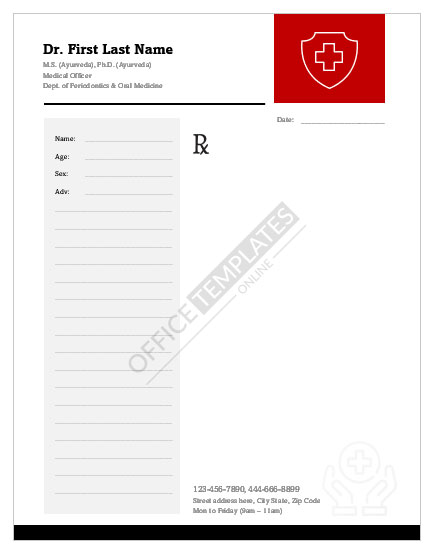 Dr. First Last Name
M.S. (Ayurveda), Ph.D. (Ayurveda)
Medical Officer
Dept. of Periodontics & Oral Medicine
Date:
℞
Name:
Age:
Sex:
Adv:
OFFICE TEMPLATES
ONLINE
123-456-7890, 444-666-8899
Street address here, City State, Zip Code
Mon to Friday (9am – 11am)